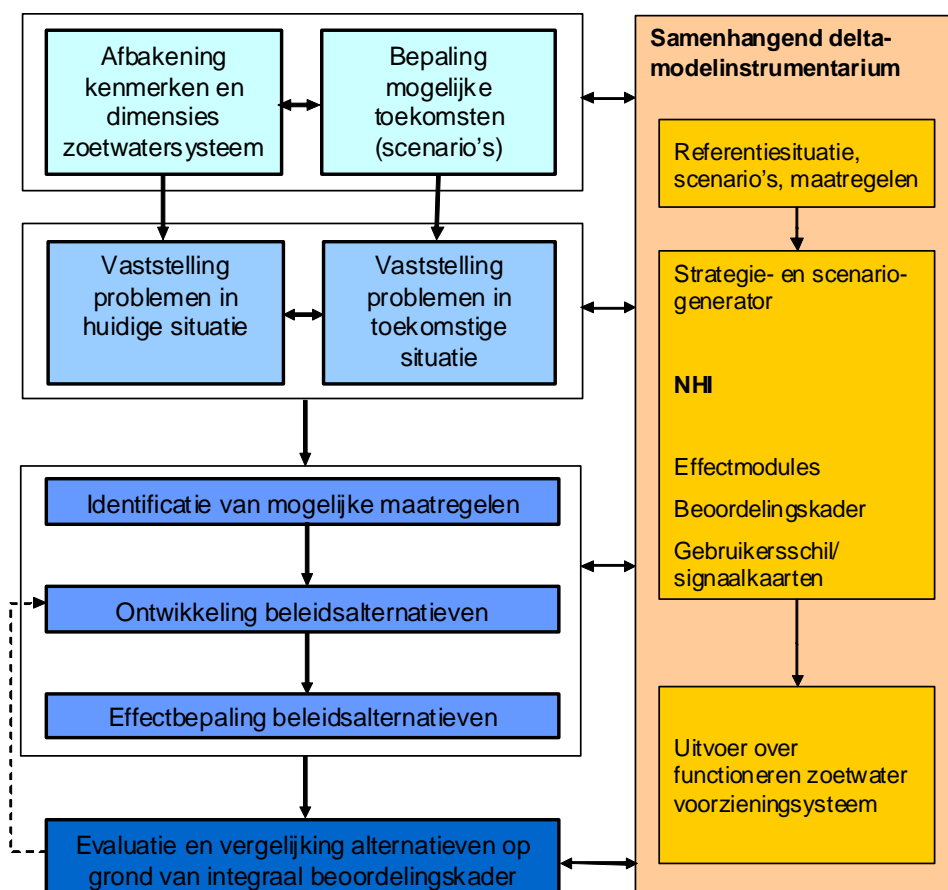 Afbakening
kenmerken en
dimensies
zoetwatersysteem
Bepaling
mogelijke
toekomsten
(scenario's)
Vaststelling
problemen in
huidige situatie
Vaststelling
problemen in
toekomstige
situatie
Identificatie van mogelijke maatregelen
Ontwikkeling beleidsalternatieven
Effectbepaling beleidsalternatieven
Evaluatie en vergelijking alternatieven op
grond van integraal beoordelingskader
Samenhangend delta-
modelinstrumentarium
Referentiesituatie,
scenario's, maatregelen
Strategie- en scenario-
generator
NHI
Effectmodules
Beoordelingskader
Gebruikersschil/
signaalkaarten
Uitvoer over
functioneren zoetwater
voorzieningsysteem